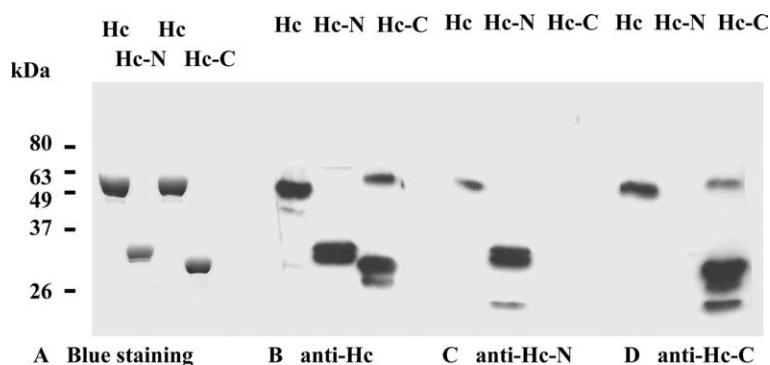 Hc Hc Hc Hc-N Hc-C Hc Hc-N Hc-C Hc Hc-N Hc-C
Hc-N Hc-C
kDa
80
63
49
37
26
A Blue staining B anti-Hc C anti-Hc-N D anti-Hc-C